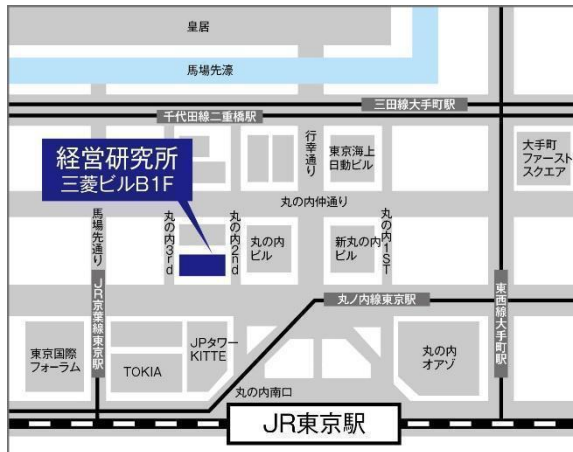 皇居
馬場先濠
三田線大手町駅
千代田線二重橋駅
経営研究所
三菱ビルB1F
行幸通り
東京海上
日動ビル
大手町
ファースト
スクエア
丸の内仲通り
馬場先通り
丸の内3rd
丸の内2nd
丸の内
ビル
新丸の内
ビル
丸の内1ST
JR京葉線東京駅
丸ノ内線東京駅
東西線大手町駅
東京国際
フォーラム
TOKIA
JPタワー
KITTE
丸の内
オアゾ
丸の内南口
JR東京駅